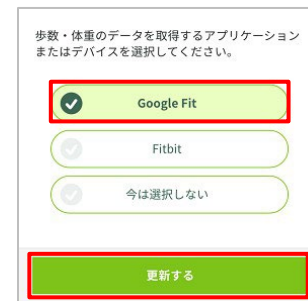 歩数・体重のデータを取得するアプリケーション
またはデバイスを選択してください。
Google Fit
Fitbit
今は選択しない
更新する